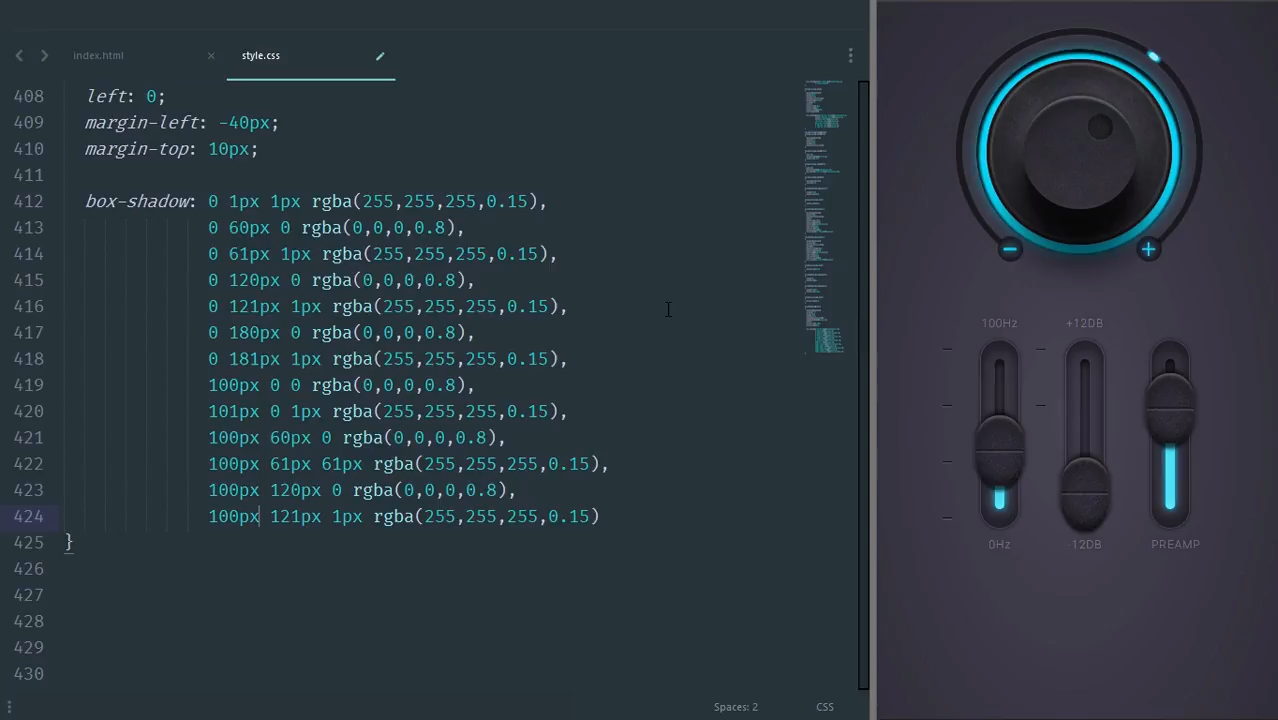 index.html
style.css
408 left: 0;
409 margin-left: -40px;
410 margin-top: 10px;
411
412 box-shadow: 0 1px 1px rgba(255,255,255,0.15),
413 0 60px 0 rgba(0,0,0,0.8),
414 0 61px 1px rgba(255,255,255,0.15),
415 0 120px 0 rgba(0,0,0,0.8),
416 0 121px 1px rgba(255,255,255,0.15),
417 0 180px 0 rgba(0,0,0,0.8),
418 0 181px 1px rgba(255,255,255,0.15),
419 100px 0 0 rgba(0,0,0,0.8),
420 101px 0 1px rgba(255,255,255,0.15),
421 100px 60px 0 rgba(0,0,0,0.8),
422 100px 61px 61px rgba(255,255,255,0.15),
423 100px 120px 0 rgba(0,0,0,0.8),
424 100px 121px 1px rgba(255,255,255,0.15)
425 }
426
427
428
429
430
Spaces: 2 CSS
100Hz +12DB
0Hz -12DB PREAMP